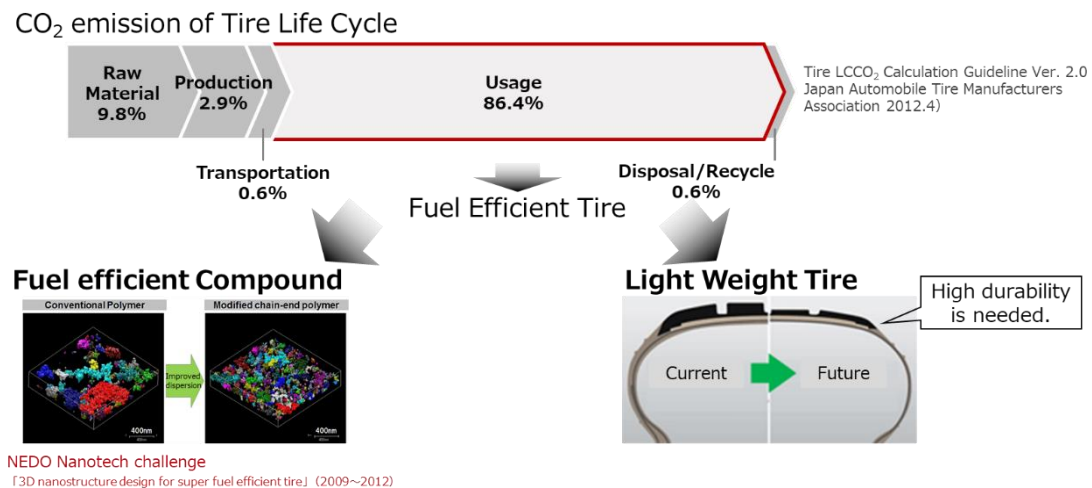 CO₂ emission of Tire Life Cycle
Raw
Material
9.8%
Production
2.9%
Usage
86.4%
Tire LCCO₂ Calculation Guideline Ver. 2.0
Japan Automobile Tire Manufacturers
Association 2012.4）
Transportation
0.6%
Disposal/Recycle
0.6%
Fuel Efficient Tire
Fuel efficient Compound
Conventional Polymer
Modified chain-end polymer
Improved
dispersion
400nm
400nm
Light Weight Tire
High durability
is needed.
Current
Future
NEDO Nanotech challenge
「3D nanostructure design for super fuel efficient tire」（2009～2012）